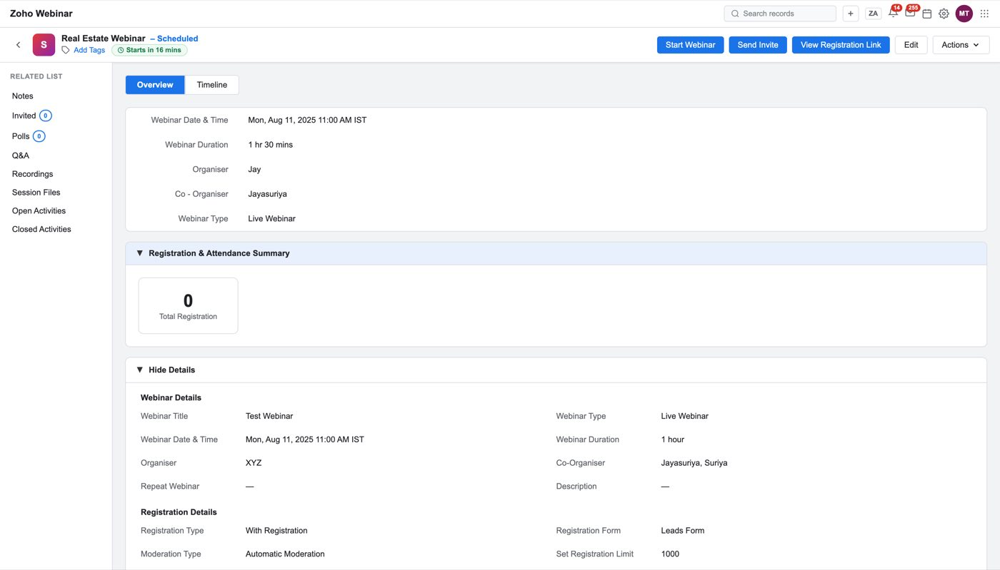 Zoho Webinar
Search records
+
ZA
14
255
MT
S
Real Estate Webinar – Scheduled
Add Tags
Starts in 16 mins
Start Webinar
Send Invite
View Registration Link
Edit
Actions
RELATED LIST
Notes
Invited 0
Polls 0
Q&A
Recordings
Session Files
Open Activities
Closed Activities
Overview
Timeline
Webinar Date & Time Mon, Aug 11, 2025 11:00 AM IST
Webinar Duration 1 hr 30 mins
Organiser Jay
Co - Organiser Jayasuriya
Webinar Type Live Webinar
Registration & Attendance Summary
0
Total Registration
Hide Details
Webinar Details
Webinar Title Test Webinar Webinar Type Live Webinar
Webinar Date & Time Mon, Aug 11, 2025 11:00 AM IST Webinar Duration 1 hour
Organiser XYZ Co-Organiser Jayasuriya, Suriya
Repeat Webinar — Description —
Registration Details
Registration Type With Registration Registration Form Leads Form
Moderation Type Automatic Moderation Set Registration Limit 1000